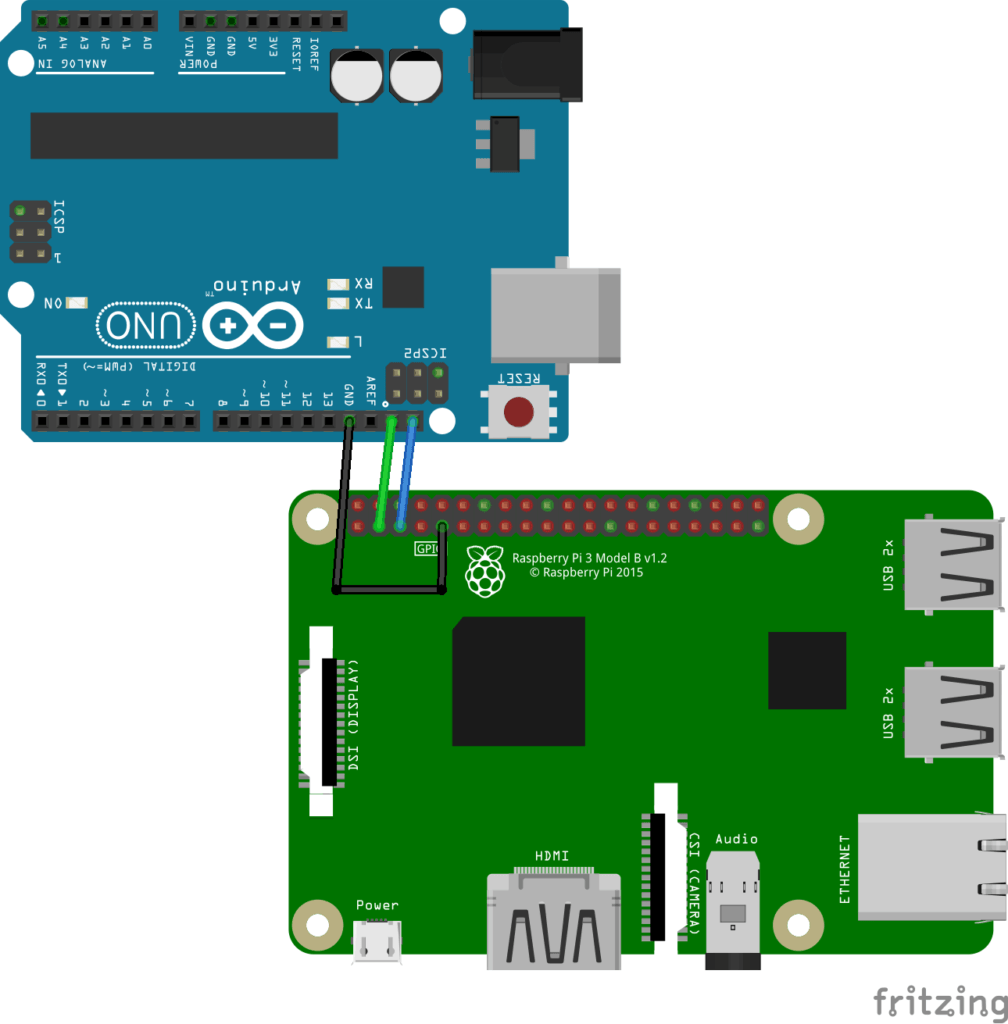 A5 A4 A3 A2 A1 A0
VIN GND GND 5V 3V3 RESET IOREF
ANALOG IN
POWER
ICSP
1
ON
Arduino™
UNO
RX
TX
L
ICSP2
DIGITAL (PWM=~)
RX0 TX0
0 1 2 ~3 4 ~5 ~6 7 8 ~9 ~10 ~11 12 13 GND AREF
RESET
GPIO
Raspberry Pi 3 Model B v1.2
© Raspberry Pi 2015
USB 2x
USB 2x
DSI (DISPLAY)
CSI (CAMERA)
Audio
ETHERNET
HDMI
Power
fritzing